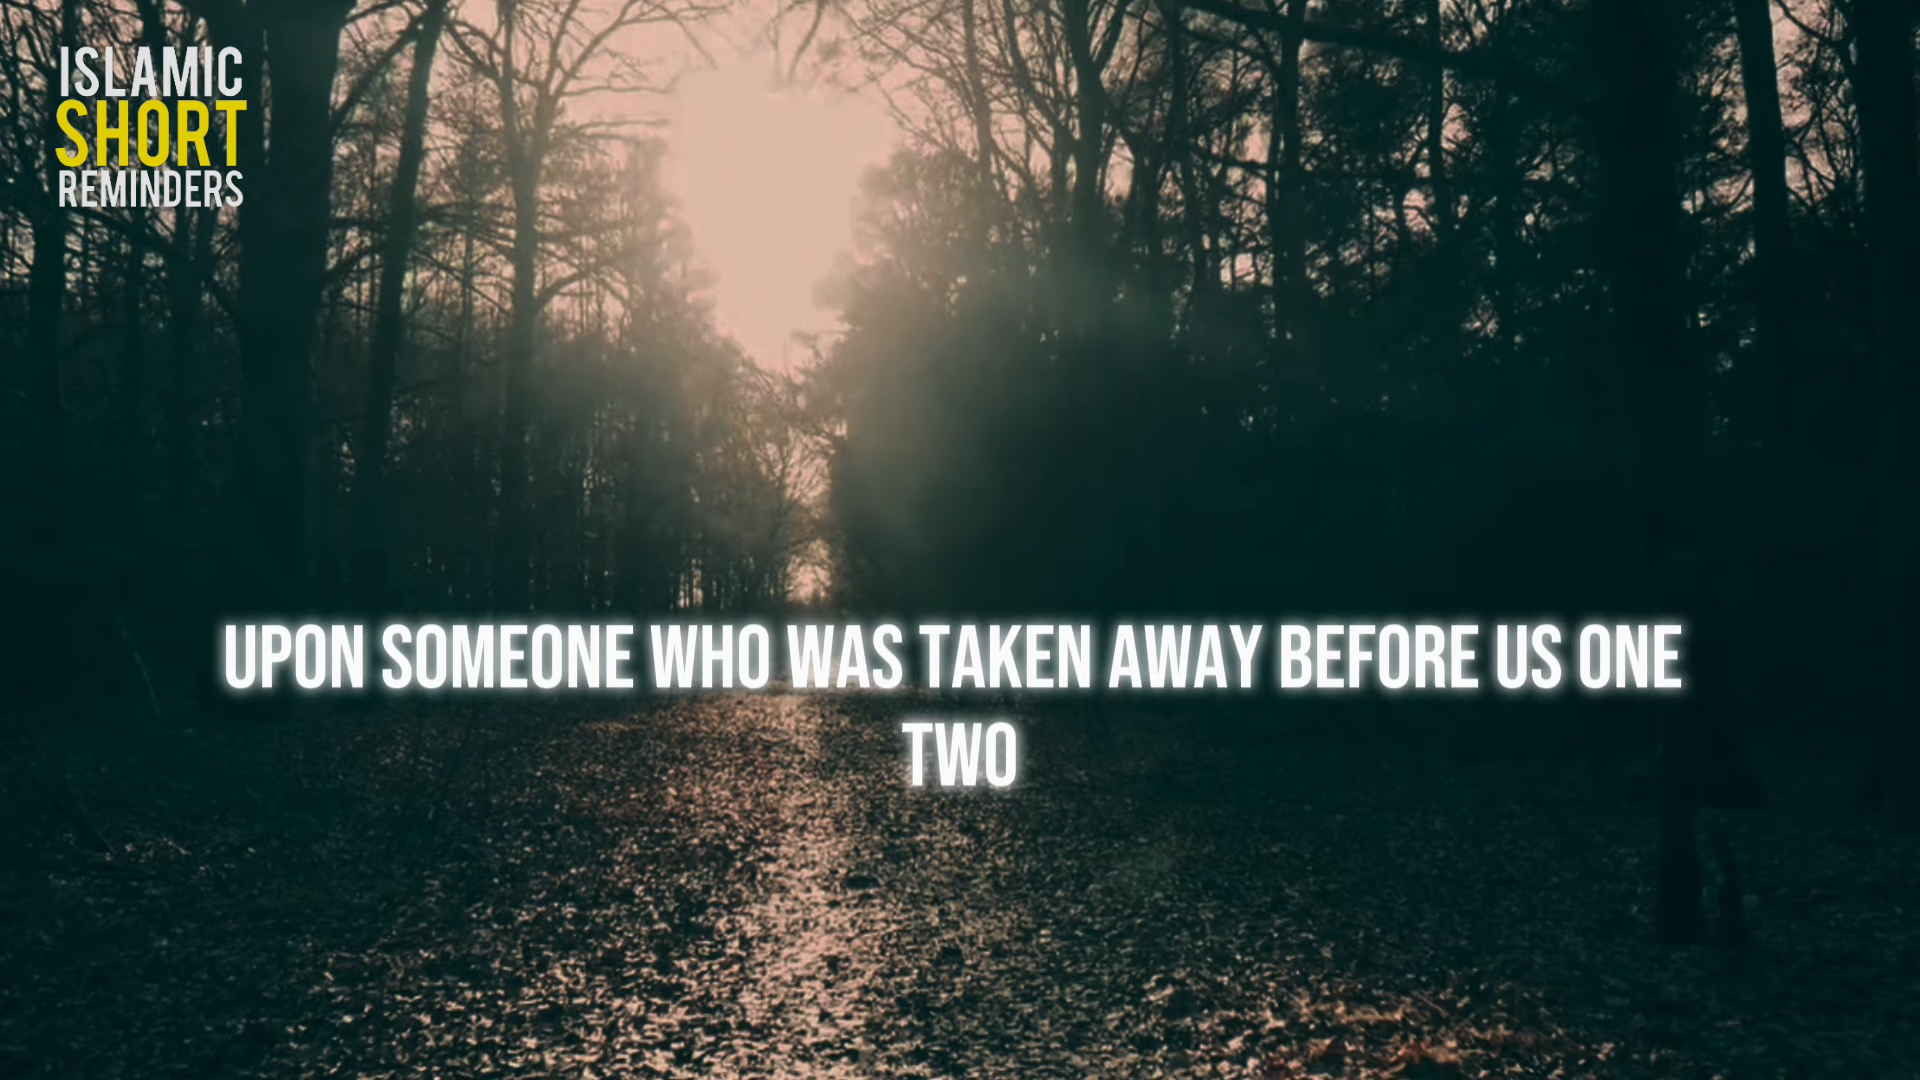 ISLAMIC
SHORT
REMINDERS
UPON SOMEONE WHO WAS TAKEN AWAY BEFORE US ONE
TWO